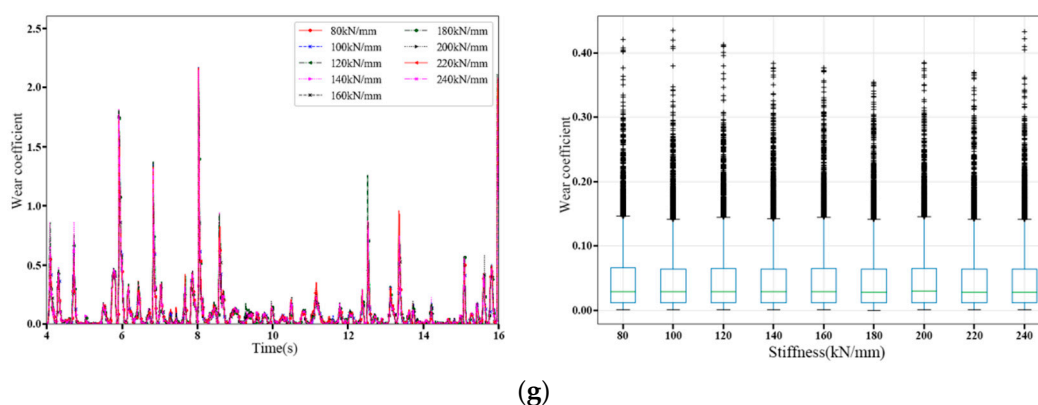 2.5
2.0
1.5
1.0
0.5
0.0
Wear coefficient
80kN/mm
100kN/mm
120kN/mm
140kN/mm
160kN/mm
180kN/mm
200kN/mm
220kN/mm
240kN/mm
4 6 8 10 12 14 16
Time(s)
0.40
0.30
0.20
0.10
0.00
Wear coefficient
80 100 120 140 160 180 200 220 240
Stiffness(kN/mm)
(g)